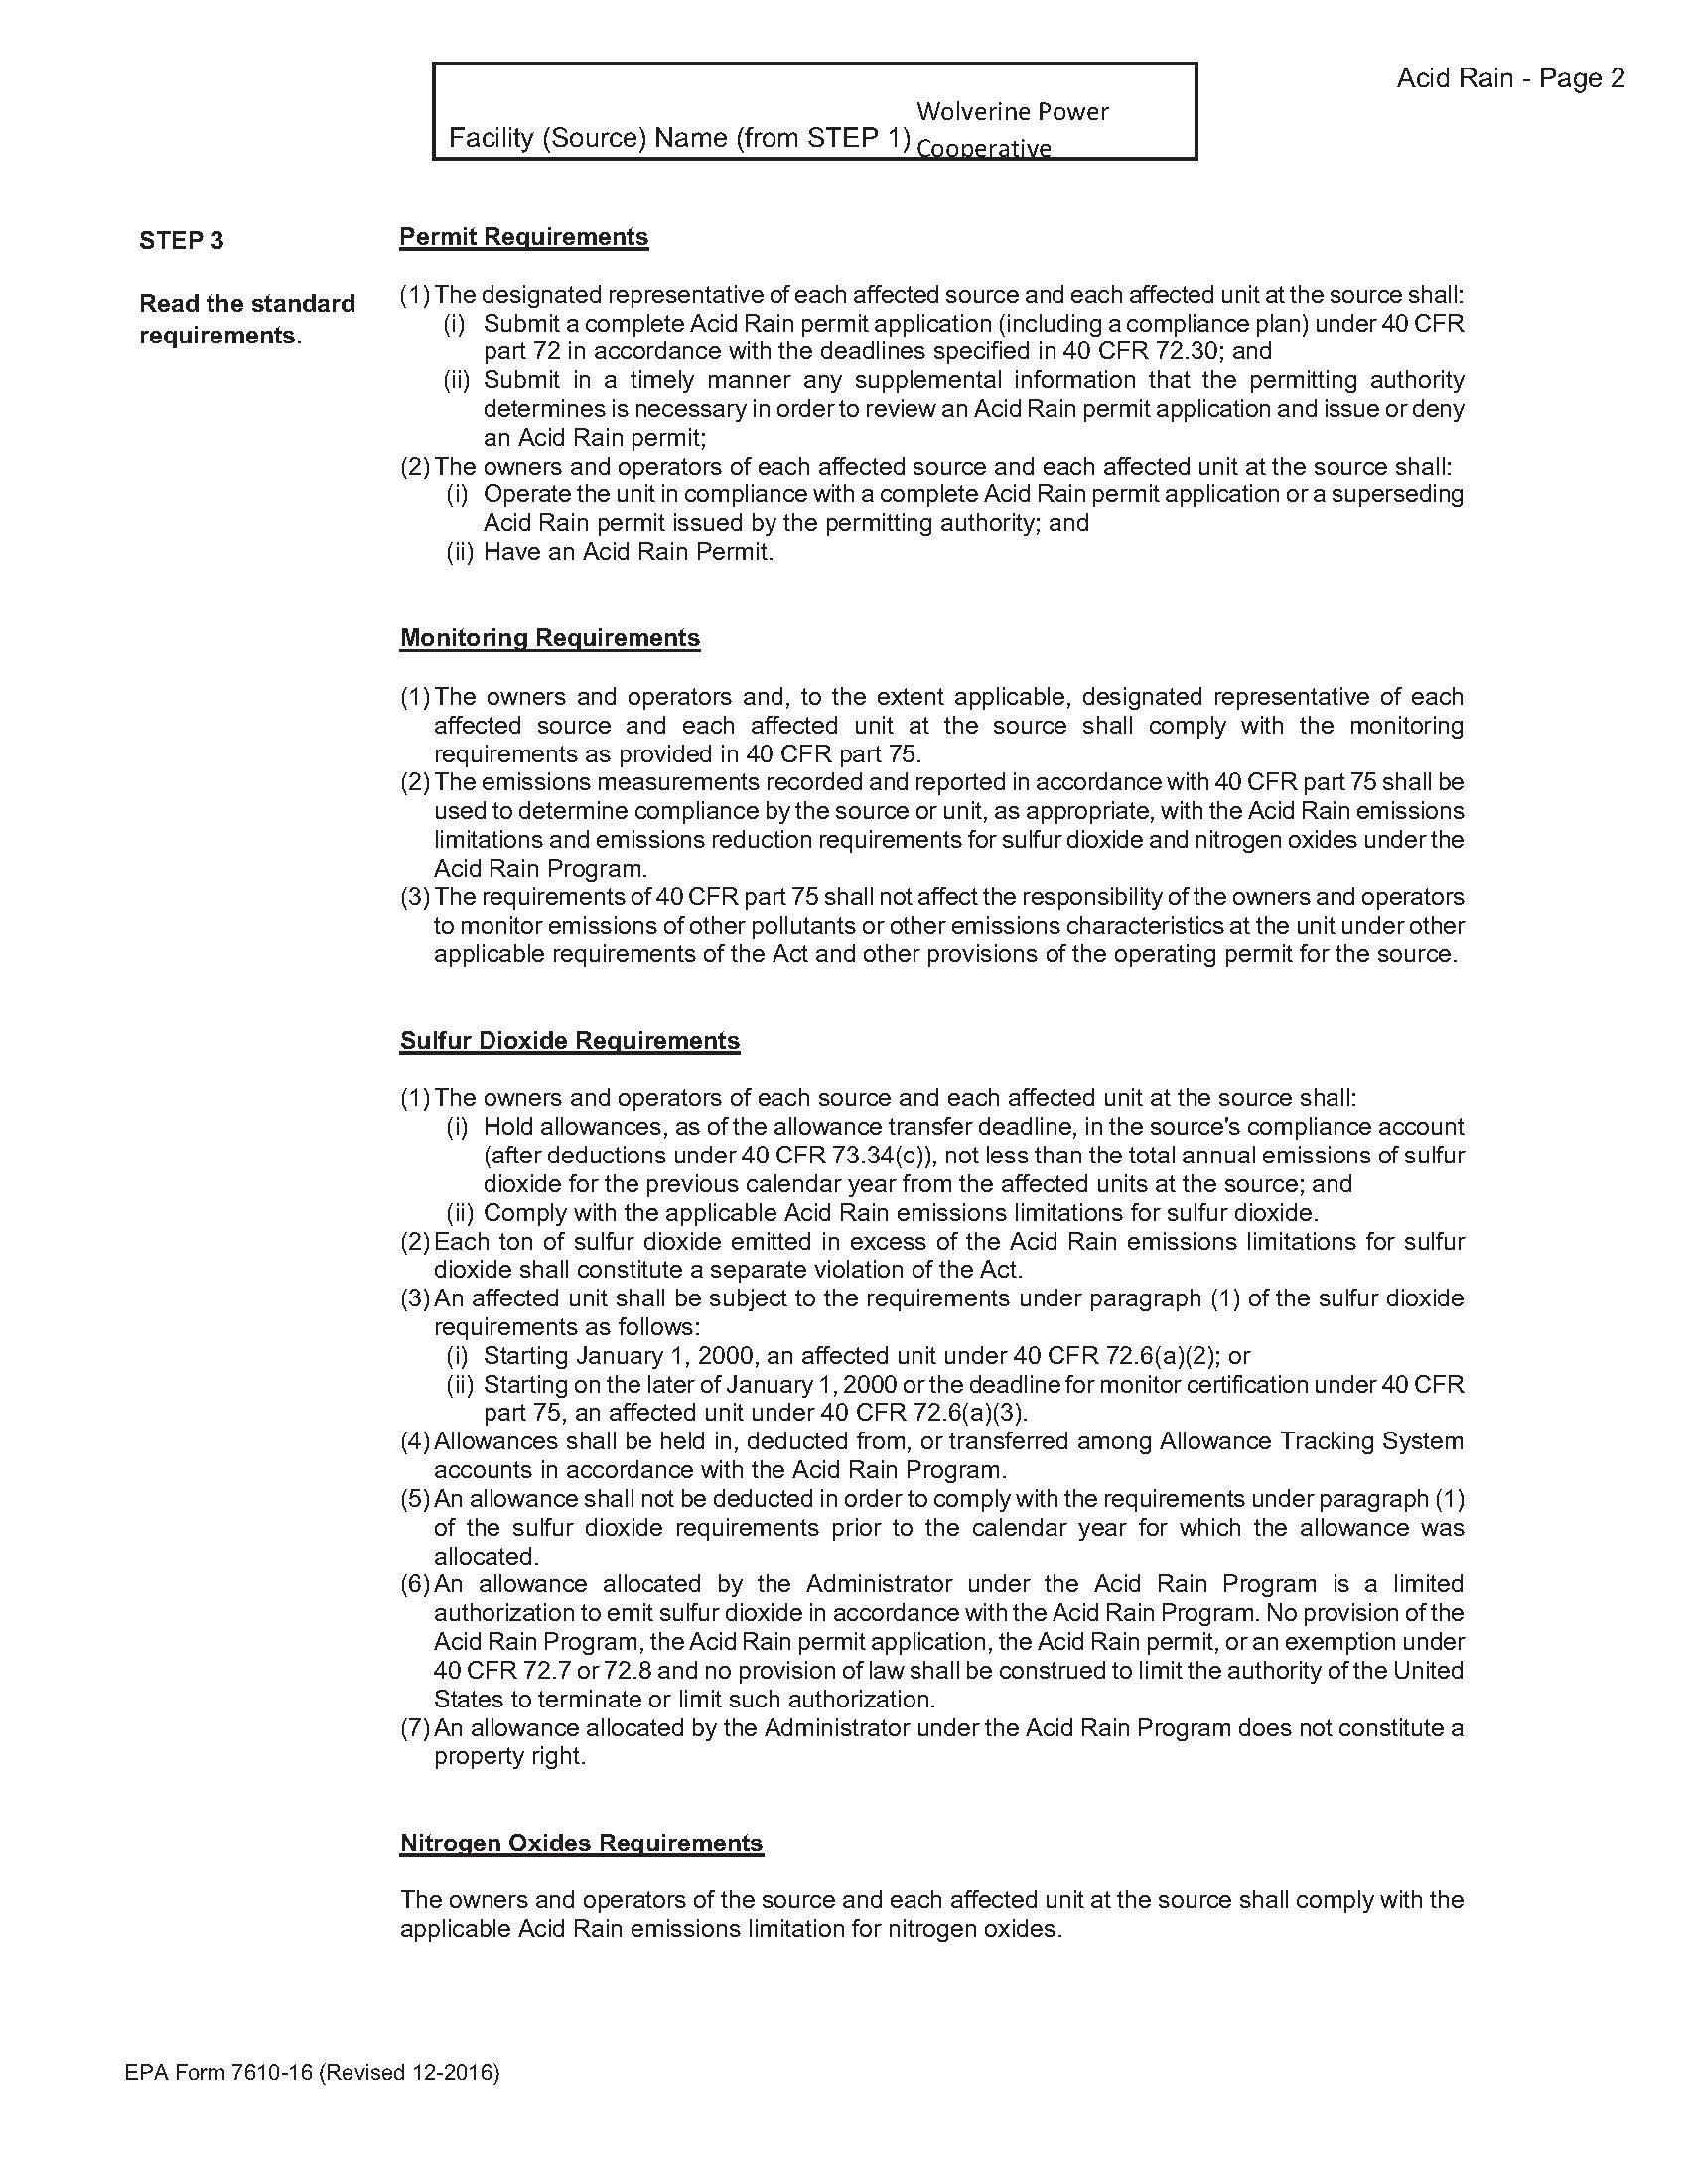 Acid Rain - Page 2
Wolverine Power
Facility (Source) Name (from STEP 1) Cooperative
STEP 3
Read the standard
requirements.
Permit Requirements
(1) The designated representative of each affected source and each affected unit at the source shall:
(i) Submit a complete Acid Rain permit application (including a compliance plan) under 40 CFR
part 72 in accordance with the deadlines specified in 40 CFR 72.30; and
(ii) Submit in a timely manner any supplemental information that the permitting authority
determines is necessary in order to review an Acid Rain permit application and issue or deny
an Acid Rain permit;
(2) The owners and operators of each affected source and each affected unit at the source shall:
(i) Operate the unit in compliance with a complete Acid Rain permit application or a superseding
Acid Rain permit issued by the permitting authority; and
(ii) Have an Acid Rain Permit.
Monitoring Requirements
(1) The owners and operators and, to the extent applicable, designated representative of each
affected source and each affected unit at the source shall comply with the monitoring
requirements as provided in 40 CFR part 75.
(2) The emissions measurements recorded and reported in accordance with 40 CFR part 75 shall be
used to determine compliance by the source or unit, as appropriate, with the Acid Rain emissions
limitations and emissions reduction requirements for sulfur dioxide and nitrogen oxides under the
Acid Rain Program.
(3) The requirements of 40 CFR part 75 shall not affect the responsibility of the owners and operators
to monitor emissions of other pollutants or other emissions characteristics at the unit under other
applicable requirements of the Act and other provisions of the operating permit for the source.
Sulfur Dioxide Requirements
(1) The owners and operators of each source and each affected unit at the source shall:
(i) Hold allowances, as of the allowance transfer deadline, in the source's compliance account
(after deductions under 40 CFR 73.34(c)), not less than the total annual emissions of sulfur
dioxide for the previous calendar year from the affected units at the source; and
(ii) Comply with the applicable Acid Rain emissions limitations for sulfur dioxide.
(2) Each ton of sulfur dioxide emitted in excess of the Acid Rain emissions limitations for sulfur
dioxide shall constitute a separate violation of the Act.
(3) An affected unit shall be subject to the requirements under paragraph (1) of the sulfur dioxide
requirements as follows:
(i) Starting January 1, 2000, an affected unit under 40 CFR 72.6(a)(2); or
(ii) Starting on the later of January 1, 2000 or the deadline for monitor certification under 40 CFR
part 75, an affected unit under 40 CFR 72.6(a)(3).
(4) Allowances shall be held in, deducted from, or transferred among Allowance Tracking System
accounts in accordance with the Acid Rain Program.
(5) An allowance shall not be deducted in order to comply with the requirements under paragraph (1)
of the sulfur dioxide requirements prior to the calendar year for which the allowance was
allocated.
(6) An allowance allocated by the Administrator under the Acid Rain Program is a limited
authorization to emit sulfur dioxide in accordance with the Acid Rain Program. No provision of the
Acid Rain Program, the Acid Rain permit application, the Acid Rain permit, or an exemption under
40 CFR 72.7 or 72.8 and no provision of law shall be construed to limit the authority of the United
States to terminate or limit such authorization.
(7) An allowance allocated by the Administrator under the Acid Rain Program does not constitute a
property right.
Nitrogen Oxides Requirements
The owners and operators of the source and each affected unit at the source shall comply with the
applicable Acid Rain emissions limitation for nitrogen oxides.
EPA Form 7610-16 (Revised 12-2016)